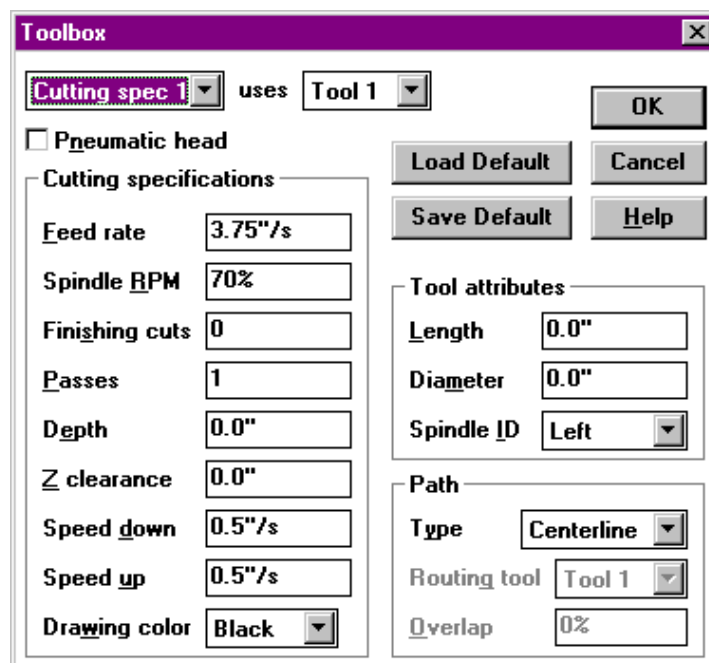 Toolbox
Cutting spec 1 uses Tool 1
OK
Pneumatic head
Load Default Cancel
Save Default Help
Cutting specifications
Feed rate 3.75"/s
Spindle RPM 70%
Finishing cuts 0
Passes 1
Depth 0.0"
Z clearance 0.0"
Speed down 0.5"/s
Speed up 0.5"/s
Drawing color Black
Tool attributes
Length 0.0"
Diameter 0.0"
Spindle ID Left
Path
Type Centerline
Routing tool Tool 1
Overlap 0%